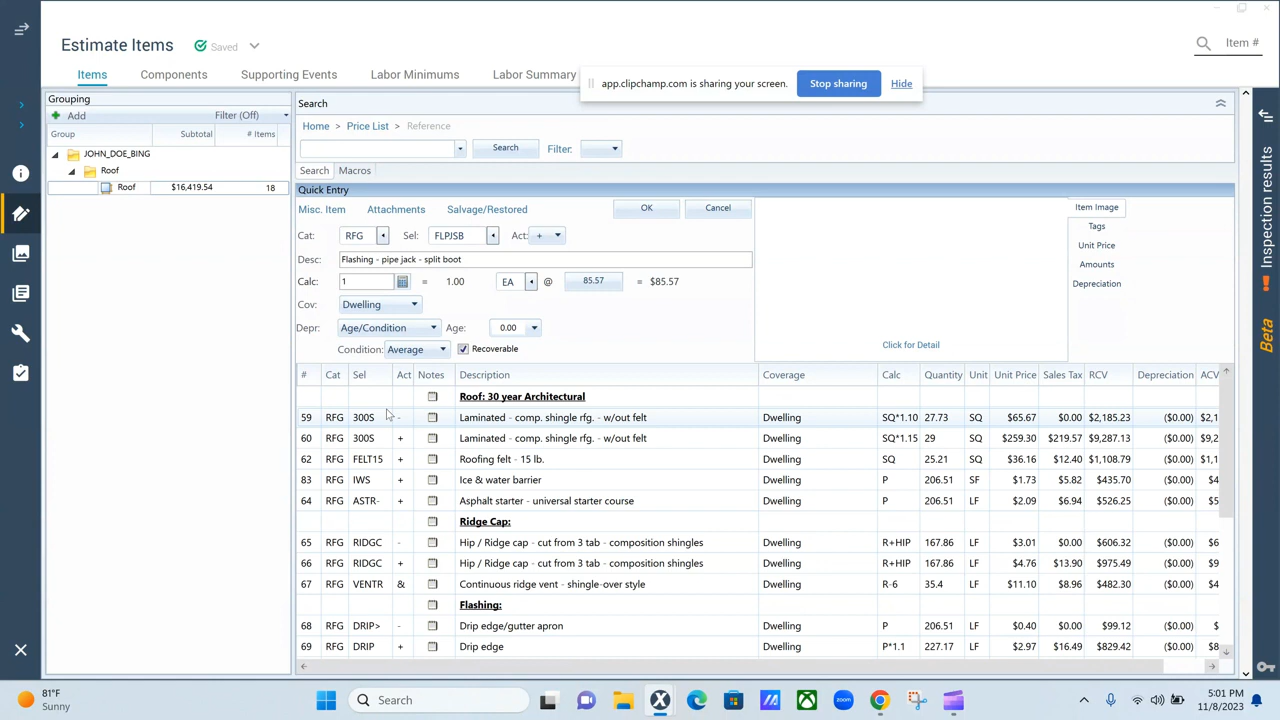 Estimate Items Saved
Item #
Items Components Supporting Events Labor Minimums Labor Summary
app.clipchamp.com is sharing your screen. Stop sharing Hide
Grouping
Add Filter (Off)
Group Subtotal # Items
JOHN_DOE_BING
Roof
Roof $16,419.54 18
Search
Home > Price List > Reference
Search Filter:
Search Macros
Quick Entry
Misc. Item Attachments Salvage/Restored OK Cancel
Cat: RFG Sel: FLPJSB Act: +
Desc: Flashing - pipe jack - split boot
Calc: 1 = 1.00 EA @ 85.57 = $85.57
Cov: Dwelling
Depr: Age/Condition Age: 0.00
Condition: Average Recoverable
Item Image
Tags
Unit Price
Amounts
Depreciation
Click for Detail
# Cat Sel Act Notes Description Coverage Calc Quantity Unit Unit Price Sales Tax RCV Depreciation ACV
Roof: 30 year Architectural
59 RFG 300S - Laminated - comp. shingle rfg. - w/out felt Dwelling SQ*1.10 27.73 SQ $65.67 $0.00 $2,185.23 ($0.00) $2,1
60 RFG 300S + Laminated - comp. shingle rfg. - w/out felt Dwelling SQ*1.15 29 SQ $259.30 $219.57 $9,287.13 ($0.00) $9,2
62 RFG FELT15 + Roofing felt - 15 lb. Dwelling SQ 25.21 SQ $36.16 $12.40 $1,108.79 ($0.00) $1,1
83 RFG IWS + Ice & water barrier Dwelling P 206.51 SF $1.73 $5.82 $435.70 ($0.00) $4
64 RFG ASTR- + Asphalt starter - universal starter course Dwelling P 206.51 LF $2.09 $6.94 $526.25 ($0.00) $5
Ridge Cap:
65 RFG RIDGC - Hip / Ridge cap - cut from 3 tab - composition shingles Dwelling R+HIP 167.86 LF $3.01 $0.00 $606.32 ($0.00) $6
66 RFG RIDGC + Hip / Ridge cap - cut from 3 tab - composition shingles Dwelling R+HIP 167.86 LF $4.76 $13.90 $975.49 ($0.00) $9
67 RFG VENTR & Continuous ridge vent - shingle-over style Dwelling R-6 35.4 LF $11.10 $8.96 $482.30 ($0.00) $4
Flashing:
68 RFG DRIP> - Drip edge/gutter apron Dwelling P 206.51 LF $0.40 $0.00 $99.12 ($0.00) $
69 RFG DRIP + Drip edge Dwelling P*1.1 227.17 LF $2.97 $16.49 $829.42 ($0.00) $8
Inspection results
Beta
81°F
Sunny
Search
zoom
5:01 PM
11/8/2023